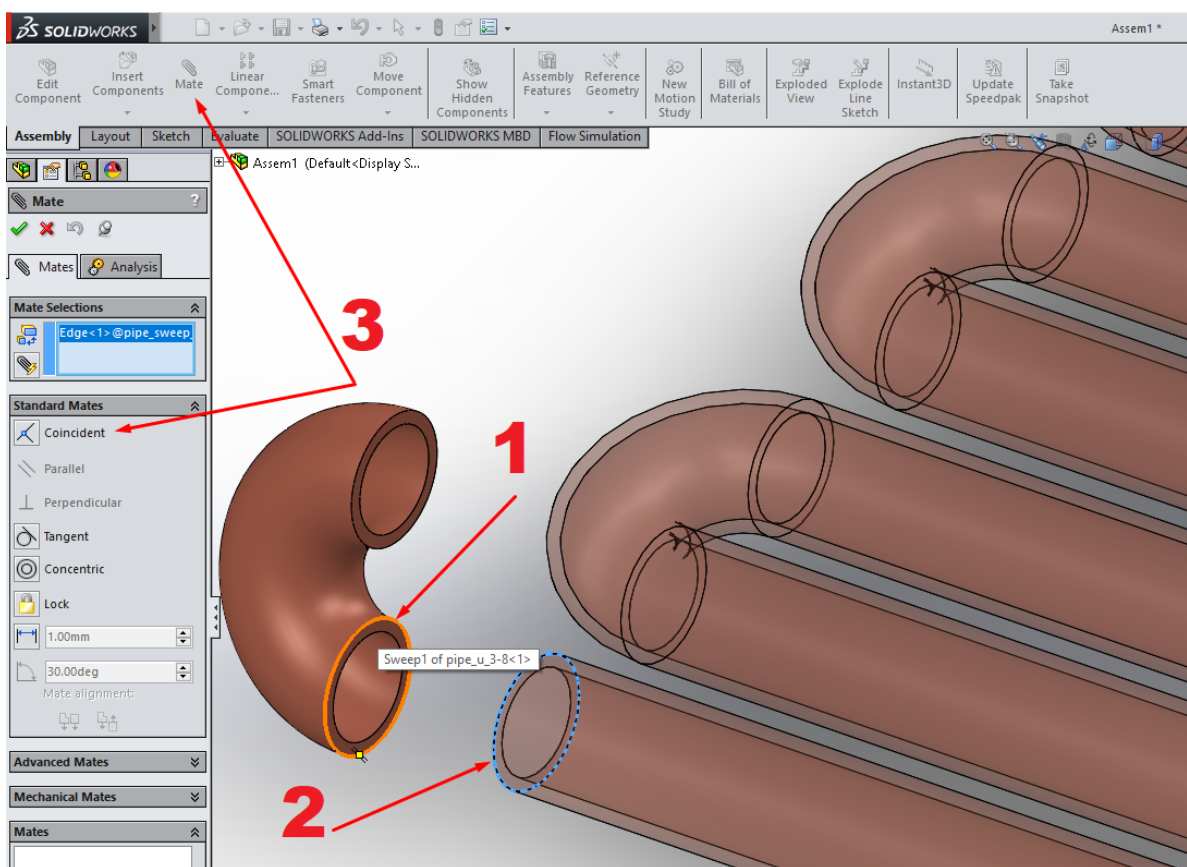 SOLIDWORKS
Assem1 *
Edit
Component
Insert
Components
Mate
Linear
Compone...
Smart
Fasteners
Move
Component
Show
Hidden
Components
Assembly
Features
Reference
Geometry
New
Motion
Study
Bill of
Materials
Exploded
View
Explode
Line
Sketch
Instant3D
Update
Speedpak
Take
Snapshot
Assembly
Layout
Sketch
Evaluate
SOLIDWORKS Add-Ins
SOLIDWORKS MBD
Flow Simulation
Assem1 (Default<Display S...
Mate
?
Mates
Analysis
Mate Selections
Edge<1>@pipe_sweep_
3
Standard Mates
Coincident
1
Parallel
Perpendicular
Tangent
Concentric
Lock
1.00mm
Sweep1 of pipe_u_3-8<1>
30.00deg
Mate alignment:
Advanced Mates
Mechanical Mates
2
Mates